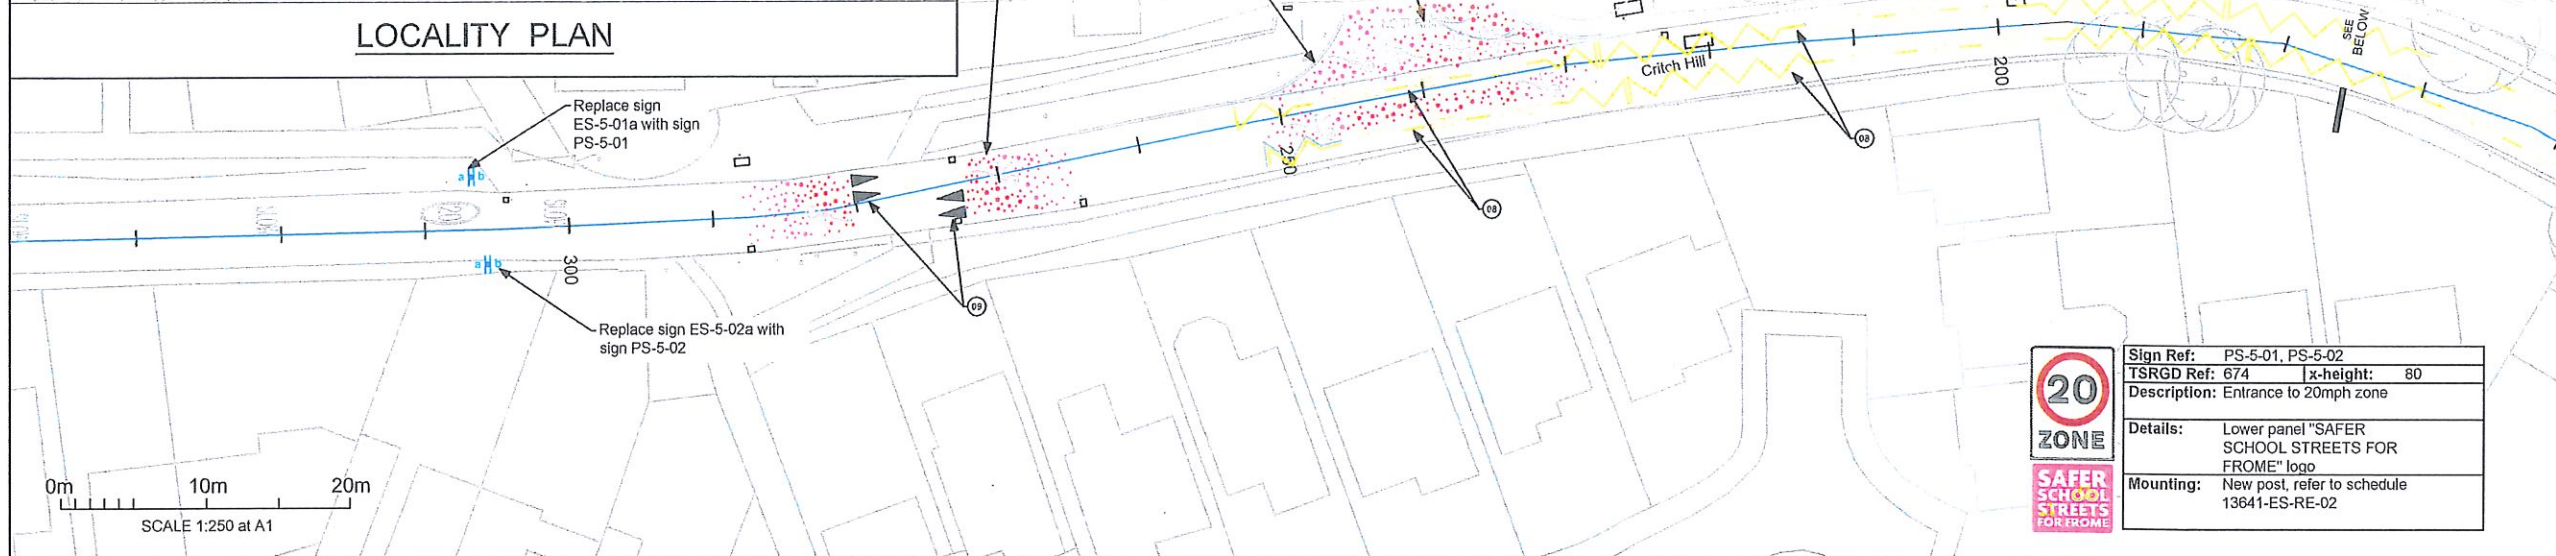 LOCALITY PLAN
SEE
BELOW
Critch Hill
200
Replace sign
ES-5-01a with sign
PS-5-01
08
a b
250
20
08
a b
300
09
Replace sign ES-5-02a with
sign PS-5-02
20
ZONE
SAFER
SCHOOL
STREETS
FOR FROME
Sign Ref: PS-5-01, PS-5-02
TSRGD Ref: 674 x-height: 80
Description: Entrance to 20mph zone
Details: Lower panel "SAFER
SCHOOL STREETS FOR
FROME" logo
Mounting: New post, refer to schedule
13641-ES-RE-02
0m 10m 20m
SCALE 1:250 at A1